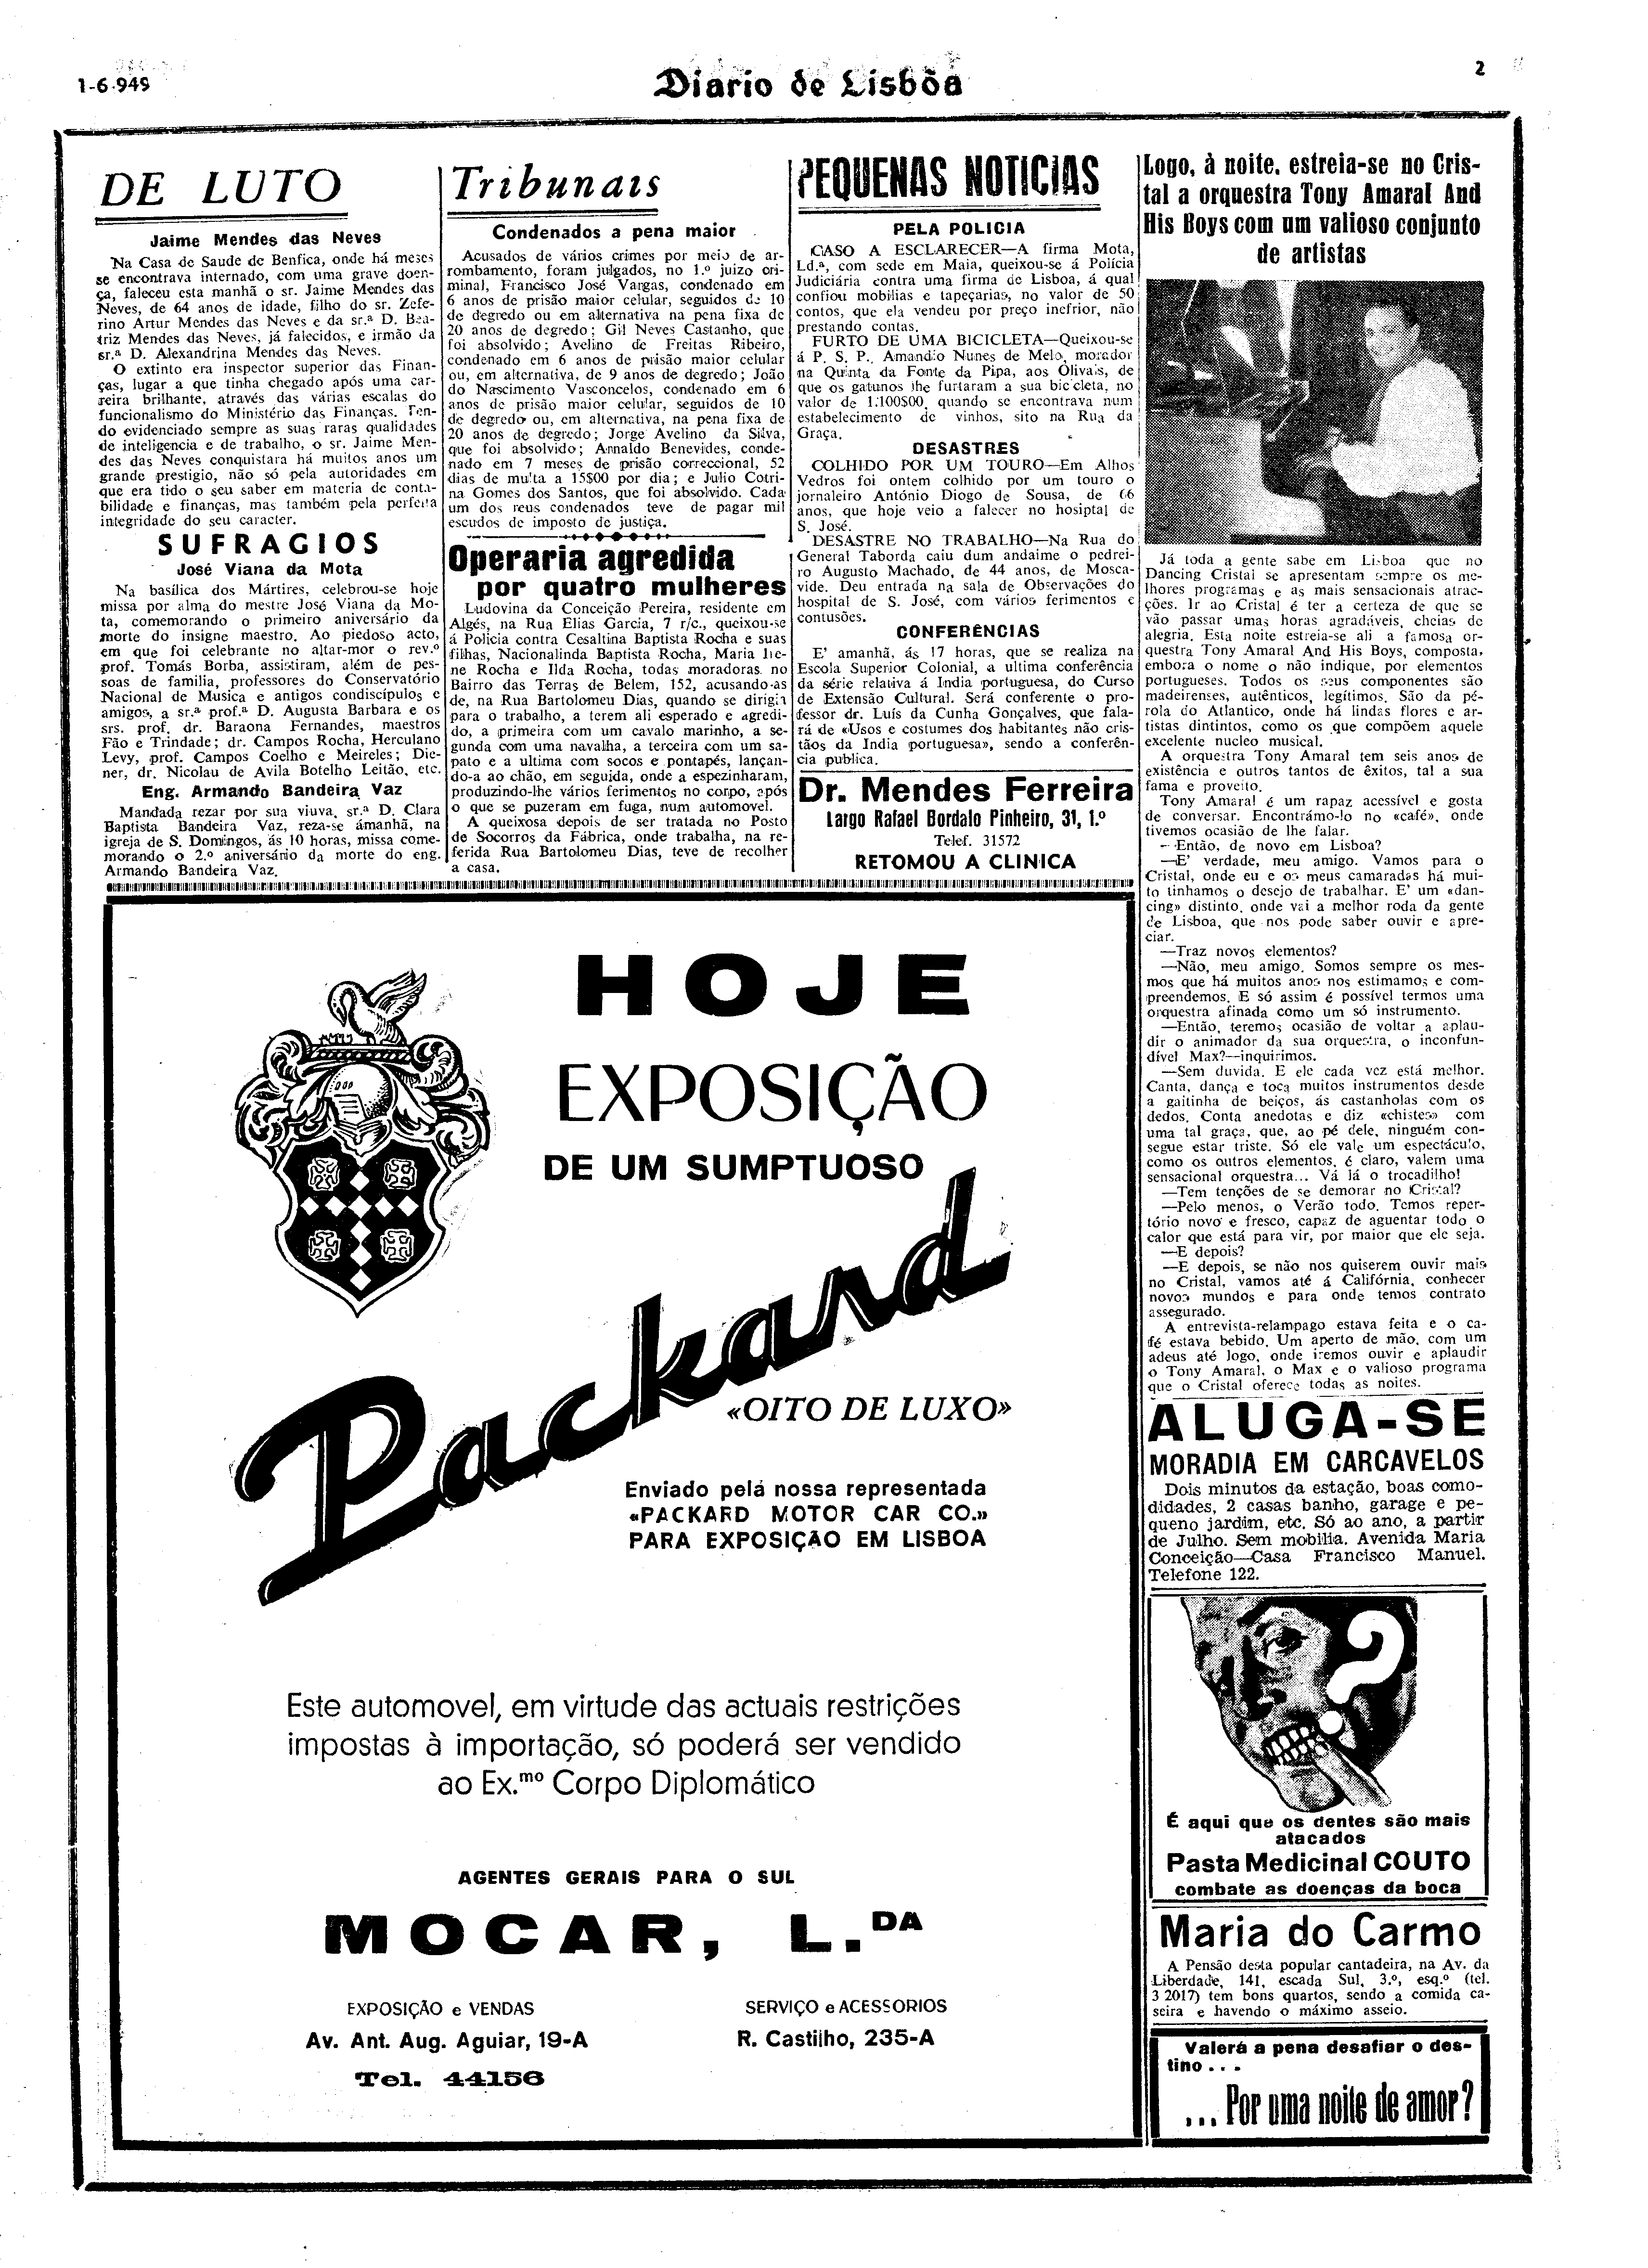 1-6-949
Diario de Lisbôa
2
DE LUTO
Jaime Mendes das Neves
Na Casa de Saude de Benfica, onde há meses
se encontrava internado, com uma grave doen-
ça, faleceu esta manhã o sr. Jaime Mendes das
Neves, de 64 anos de idade, filho do sr. Zefe-
rino Artur Mendes das Neves e da sr.ª D. Bea-
triz Mendes das Neves, já falecidos, e irmão da
sr.ª D. Alexandrina Mendes das Neves.
O extinto era inspector superior das Finan-
ças, lugar a que tinha chegado após uma car-
reira brilhante, através das várias escalas do
funcionalismo do Ministério das Finanças. Ten-
do evidenciado sempre as suas raras qualidades
de inteligencia e de trabalho, o sr. Jaime Men-
des das Neves conquistara há muitos anos um
grande prestigio, não só pela autoridades em
que era tido o seu saber em materia de conta-
bilidade e finanças, mas também pela perfeita
integridade do seu caracter.
SUFRAGIOS
José Viana da Mota
Na basílica dos Mártires, celebrou-se hoje
missa por alma do mestre José Viana da Mo-
ta, comemorando o primeiro aniversário da
morte do insigne maestro. Ao piedoso acto,
em que foi celebrante no altar-mor o rev.º
prof. Tomás Borba, assistiram, além de pes-
soas de familia, professores do Conservatório
Nacional de Musica e antigos condiscípulos e
amigos, a sr.ª prof.ª D. Augusta Barbara e os
srs. prof. dr. Baraona Fernandes, maestros
Fão e Trindade; dr. Campos Rocha, Herculano
Levy, prof. Campos Coelho e Meireles; Die-
ner, dr. Nicolau de Avila Botelho Leitão, etc.
Eng. Armando Bandeira Vaz
Mandada rezar por sua viuva, sr.ª D. Clara
Baptista Bandeira Vaz, reza-se ámanhã, na
igreja de S. Domingos, ás 10 horas, missa come-
morando o 2.º aniversário da morte do eng.
Armando Bandeira Vaz.
Tribunais
Condenados a pena maior
Acusados de vários crimes por meio de ar-
rombamento, foram julgados, no 1.º juizo cri-
minal, Francisco José Vargas, condenado em
6 anos de prisão maior celular, seguidos de 10
de degredo ou em alternativa na pena fixa de
20 anos de degredo; Gil Neves Castanho, que
foi absolvido; Avelino de Freitas Ribeiro,
condenado em 6 anos de prisão maior celular
ou, em alternativa, de 9 anos de degredo; João
do Nascimento Vasconcelos, condenado em 6
anos de prisão maior celular, seguidos de 10
de degredo ou, em alternativa, na pena fixa de
20 anos de degredo; Jorge Avelino da Silva,
que foi absolvido; Annaldo Benevides, conde-
nado em 7 meses de prisão correccional, 52
dias de multa a 15$00 por dia; e Julio Cotri-
na Gomes dos Santos, que foi absolvido. Cada
um dos reus condenados teve de pagar mil
escudos de imposto de justiça.
Operaria agredida
por quatro mulheres
Ludovina da Conceição Pereira, residente em
Algés, na Rua Elias Garcia, 7 r/c., queixou-se
á Policia contra Cesaltina Baptista Rocha e suas
filhas, Nacionalinda Baptista Rocha, Maria Ire-
ne Rocha e Ilda Rocha, todas moradoras no
Bairro das Terras de Belem, 152, acusando-as
de, na Rua Bartolomeu Dias, quando se dirigia
para o trabalho, a terem ali esperado e agredi-
do, a primeira com um cavalo marinho, a se-
gunda com uma navalha, a terceira com um sa-
pato e a ultima com socos e pontapés, lançan-
do-a ao chão, em seguida, onde a espezinharam,
produzindo-lhe vários ferimentos no corpo, após
o que se puzeram em fuga, num automovel.
A queixosa depois de ser tratada no Posto
de Socorros da Fábrica, onde trabalha, na re-
ferida Rua Bartolomeu Dias, teve de recolher
a casa.
PEQUENAS NOTICIAS
PELA POLICIA
CASO A ESCLARECER—A firma Mota,
Ld.ª, com sede em Maia, queixou-se á Polícia
Judiciária contra uma firma de Lisboa, á qual
confiou mobilias e tapeçarias, no valor de 50
contos, que ela vendeu por preço inefrior, não
prestando contas.
FURTO DE UMA BICICLETA—Queixou-se
á P. S. P., Amandio Nunes de Melo, morador
na Quinta da Fonte da Pipa, aos Olivais, de
que os gatunos lhe furtaram a sua bicicleta, no
valor de 1:100$00, quando se encontrava num
estabelecimento de vinhos, sito na Rua da
Graça.
DESASTRES
COLHIDO POR UM TOURO—Em Alhos
Vedros foi ontem colhido por um touro o
jornaleiro António Diogo de Sousa, de 66
anos, que hoje veio a falecer no hosiptal de
S. José.
DESASTRE NO TRABALHO—Na Rua do
General Taborda caiu dum andaime o pedrei-
ro Augusto Machado, de 44 anos, de Mosca-
vide. Deu entrada na sala de Observações do
hospital de S. José, com vários ferimentos e
contusões.
CONFERÊNCIAS
E' amanhá, ás 17 horas, que se realiza na
Escola Superior Colonial, a ultima conferência
da série relativa á India portuguesa, do Curso
de Extensão Cultural. Será conferente o pro-
fessor dr. Luís da Cunha Gonçalves, que fala-
rá de «Usos e costumes dos habitantes não cris-
tãos da India portuguesa», sendo a conferên-
cia publica.
Dr. Mendes Ferreira
Largo Rafael Bordalo Pinheiro, 31, 1.º
Telef. 31572
RETOMOU A CLINICA
Logo, à noite, estreia-se no Cris-
tal a orquestra Tony Amaral And
His Boys com um valioso conjunto
de artistas
Já toda a gente sabe em Lisboa que no
Dancing Cristal se apresentam sempre os me-
lhores programas e as mais sensacionais atrac-
ções. Ir ao Cristal é ter a certeza de que se
vão passar umas horas agradáveis, cheias de
alegria. Esta noite estreia-se ali a famosa or-
questra Tony Amaral And His Boys, composta,
embora o nome o não indique, por elementos
portugueses. Todos os seus componentes são
madeirenses, autênticos, legítimos. São da pé-
rola do Atlantico, onde há lindas flores e ar-
tistas dintintos, como os que compõem aquele
excelente nucleo musical.
A orquestra Tony Amaral tem seis anos de
existência e outros tantos de êxitos, tal a sua
fama e proveito.
Tony Amaral é um rapaz acessível e gosta
de conversar. Encontrámo-lo no «café», onde
tivemos ocasião de lhe falar.
—Então, de novo em Lisboa?
—E' verdade, meu amigo. Vamos para o
Cristal, onde eu e os meus camaradas há mui-
to tinhamos o desejo de trabalhar. E' um «dan-
cing» distinto, onde vai a melhor roda da gente
de Lisboa, que nos pode saber ouvir e apre-
ciar.
—Traz novos elementos?
—Não, meu amigo. Somos sempre os mes-
mos que há muitos anos nos estimamos e com-
preendemos. E só assim é possível termos uma
orquestra afinada como um só instrumento.
—Então, teremos ocasião de voltar a aplau-
dir o animador da sua orquestra, o inconfun-
dível Max?—inquirimos.
—Sem duvida. E ele cada vez está melhor.
Canta, dança e toca muitos instrumentos desde
a gaitinha de beiços, ás castanholas com os
dedos. Conta anedotas e diz «chistes» com
uma tal graça, que, ao pé dele, ninguém con-
segue estar triste. Só ele vale um espectáculo,
como os outros elementos, é claro, valem uma
sensacional orquestra... Vá lá o trocadilho!
—Tem tenções de se demorar no Cristal?
—Pelo menos, o Verão todo. Temos reper-
tório novo e fresco, capaz de aguentar todo o
calor que está para vir, por maior que ele seja.
—E depois?
—E depois, se não nos quiserem ouvir mais
no Cristal, vamos até á Califórnia, conhecer
novos mundos e para onde temos contrato
assegurado.
A entrevista-relampago estava feita e o ca-
fé estava bebido. Um aperto de mão, com um
adeus até logo, onde iremos ouvir e aplaudir
o Tony Amaral, o Max e o valioso programa
que o Cristal oferece todas as noites.
ALUGA-SE
MORADIA EM CARCAVELOS
Dois minutos da estação, boas como-
didades, 2 casas banho, garage e pe-
queno jardim, etc. Só ao ano, a partir
de Julho. Sem mobilia. Avenida Maria
Conceição—Casa Francisco Manuel.
Telefone 122.
?
É aqui que os dentes são mais
atacados
Pasta Medicinal COUTO
combate as doenças da boca
Maria do Carmo
A Pensão desta popular cantadeira, na Av. da
Liberdade, 141, escada Sul, 3.º, esq.º (tel.
3 2017) tem bons quartos, sendo a comida ca-
seira e havendo o máximo asseio.
Valerá a pena desafiar o des-
tino...
...Por uma noite de amor?
HOJE
EXPOSIÇÃO
DE UM SUMPTUOSO
Packard
«OITO DE LUXO»
Enviado pelá nossa representada
«PACKARD MOTOR CAR CO.»
PARA EXPOSIÇÃO EM LISBOA
Este automovel, em virtude das actuais restrições
impostas à importação, só poderá ser vendido
ao Ex.mo Corpo Diplomático
AGENTES GERAIS PARA O SUL
MOCAR, L.DA
EXPOSIÇÃO e VENDAS
Av. Ant. Aug. Aguiar, 19-A
Tel. 44156
SERVIÇO e ACESSORIOS
R. Castilho, 235-A